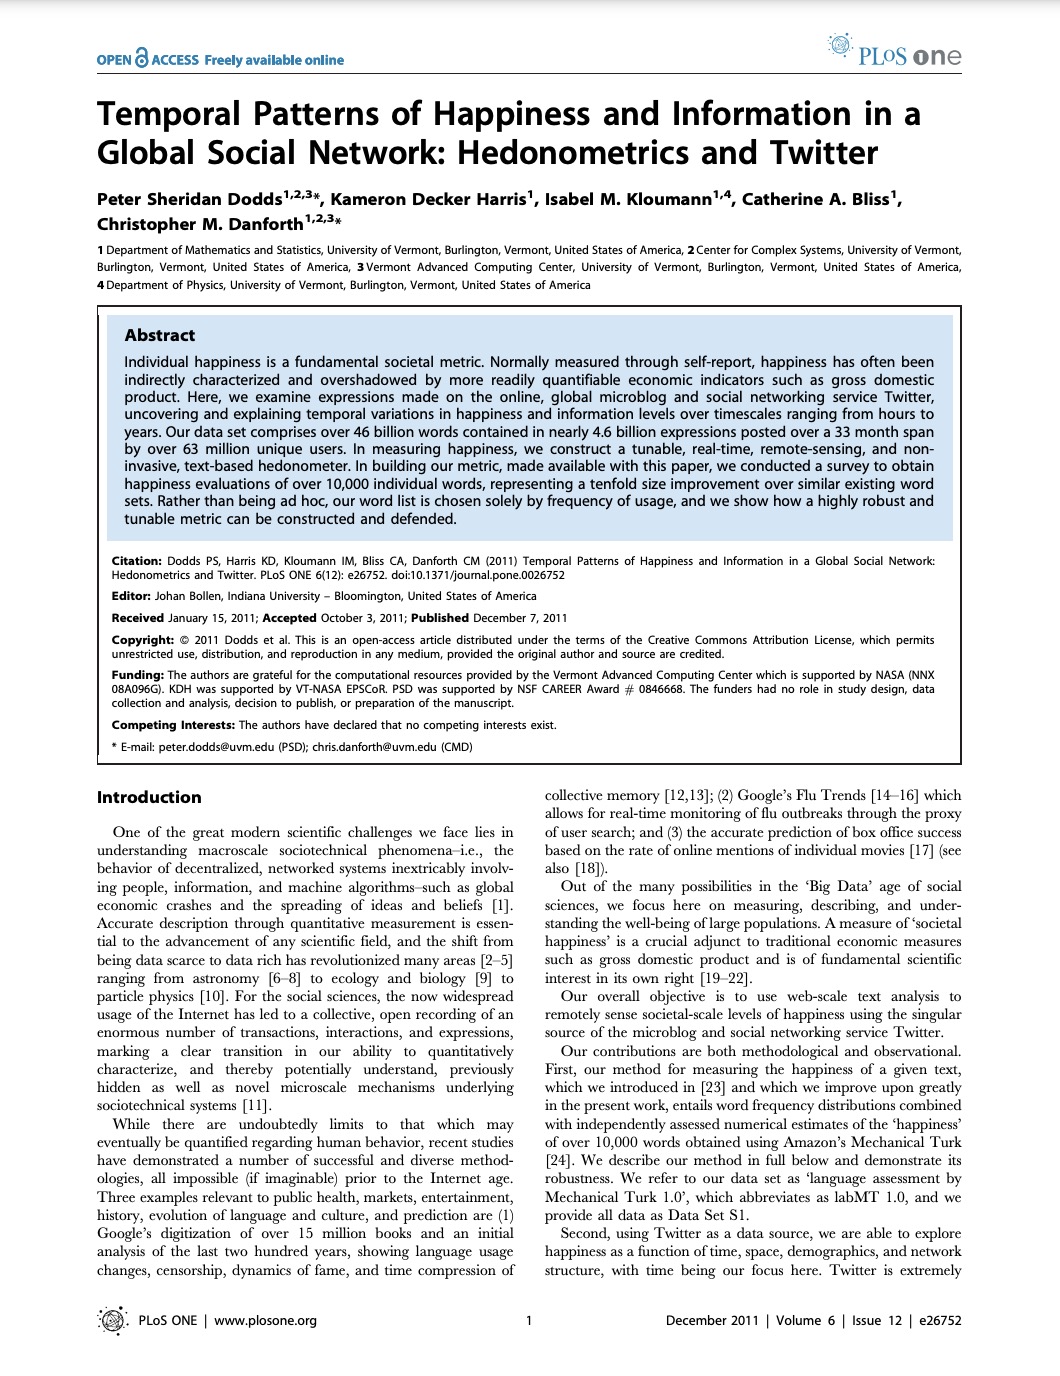 OPEN ACCESS Freely available online
PLoS one
Temporal Patterns of Happiness and Information in a
Global Social Network: Hedonometrics and Twitter
Peter Sheridan Dodds1,2,3*, Kameron Decker Harris1, Isabel M. Kloumann1,4, Catherine A. Bliss1,
Christopher M. Danforth1,2,3*
1 Department of Mathematics and Statistics, University of Vermont, Burlington, Vermont, United States of America, 2 Center for Complex Systems, University of Vermont,
Burlington, Vermont, United States of America, 3 Vermont Advanced Computing Center, University of Vermont, Burlington, Vermont, United States of America,
4 Department of Physics, University of Vermont, Burlington, Vermont, United States of America
Abstract
Individual happiness is a fundamental societal metric. Normally measured through self-report, happiness has often been
indirectly characterized and overshadowed by more readily quantifiable economic indicators such as gross domestic
product. Here, we examine expressions made on the online, global microblog and social networking service Twitter,
uncovering and explaining temporal variations in happiness and information levels over timescales ranging from hours to
years. Our data set comprises over 46 billion words contained in nearly 4.6 billion expressions posted over a 33 month span
by over 63 million unique users. In measuring happiness, we construct a tunable, real-time, remote-sensing, and non-
invasive, text-based hedonometer. In building our metric, made available with this paper, we conducted a survey to obtain
happiness evaluations of over 10,000 individual words, representing a tenfold size improvement over similar existing word
sets. Rather than being ad hoc, our word list is chosen solely by frequency of usage, and we show how a highly robust and
tunable metric can be constructed and defended.
Citation: Dodds PS, Harris KD, Kloumann IM, Bliss CA, Danforth CM (2011) Temporal Patterns of Happiness and Information in a Global Social Network:
Hedonometrics and Twitter. PLoS ONE 6(12): e26752. doi:10.1371/journal.pone.0026752
Editor: Johan Bollen, Indiana University – Bloomington, United States of America
Received January 15, 2011; Accepted October 3, 2011; Published December 7, 2011
Copyright: © 2011 Dodds et al. This is an open-access article distributed under the terms of the Creative Commons Attribution License, which permits
unrestricted use, distribution, and reproduction in any medium, provided the original author and source are credited.
Funding: The authors are grateful for the computational resources provided by the Vermont Advanced Computing Center which is supported by NASA (NNX
08A096G). KDH was supported by VT-NASA EPSCoR. PSD was supported by NSF CAREER Award # 0846668. The funders had no role in study design, data
collection and analysis, decision to publish, or preparation of the manuscript.
Competing Interests: The authors have declared that no competing interests exist.
* E-mail: peter.dodds@uvm.edu (PSD); chris.danforth@uvm.edu (CMD)
Introduction
One of the great modern scientific challenges we face lies in
understanding macroscale sociotechnical phenomena–i.e., the
behavior of decentralized, networked systems inextricably involv-
ing people, information, and machine algorithms–such as global
economic crashes and the spreading of ideas and beliefs [1].
Accurate description through quantitative measurement is essen-
tial to the advancement of any scientific field, and the shift from
being data scarce to data rich has revolutionized many areas [2–5]
ranging from astronomy [6–8] to ecology and biology [9] to
particle physics [10]. For the social sciences, the now widespread
usage of the Internet has led to a collective, open recording of an
enormous number of transactions, interactions, and expressions,
marking a clear transition in our ability to quantitatively
characterize, and thereby potentially understand, previously
hidden as well as novel microscale mechanisms underlying
sociotechnical systems [11].
While there are undoubtedly limits to that which may
eventually be quantified regarding human behavior, recent studies
have demonstrated a number of successful and diverse method-
ologies, all impossible (if imaginable) prior to the Internet age.
Three examples relevant to public health, markets, entertainment,
history, evolution of language and culture, and prediction are (1)
Google's digitization of over 15 million books and an initial
analysis of the last two hundred years, showing language usage
changes, censorship, dynamics of fame, and time compression of
collective memory [12,13]; (2) Google's Flu Trends [14–16] which
allows for real-time monitoring of flu outbreaks through the proxy
of user search; and (3) the accurate prediction of box office success
based on the rate of online mentions of individual movies [17] (see
also [18]).
Out of the many possibilities in the 'Big Data' age of social
sciences, we focus here on measuring, describing, and under-
standing the well-being of large populations. A measure of 'societal
happiness' is a crucial adjunct to traditional economic measures
such as gross domestic product and is of fundamental scientific
interest in its own right [19–22].
Our overall objective is to use web-scale text analysis to
remotely sense societal-scale levels of happiness using the singular
source of the microblog and social networking service Twitter.
Our contributions are both methodological and observational.
First, our method for measuring the happiness of a given text,
which we introduced in [23] and which we improve upon greatly
in the present work, entails word frequency distributions combined
with independently assessed numerical estimates of the 'happiness'
of over 10,000 words obtained using Amazon's Mechanical Turk
[24]. We describe our method in full below and demonstrate its
robustness. We refer to our data set as 'language assessment by
Mechanical Turk 1.0', which abbreviates as labMT 1.0, and we
provide all data as Data Set S1.
Second, using Twitter as a data source, we are able to explore
happiness as a function of time, space, demographics, and network
structure, with time being our focus here. Twitter is extremely
PLoS ONE | www.plosone.org
1
December 2011 | Volume 6 | Issue 12 | e26752